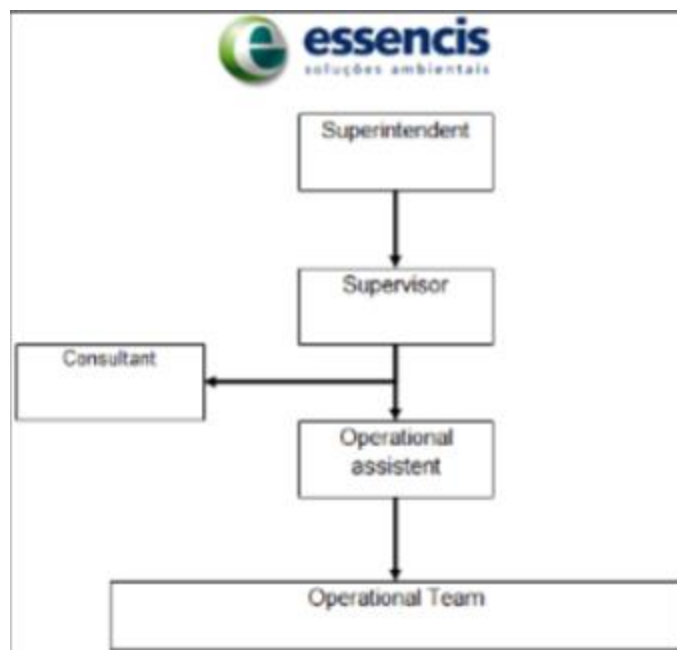 essencis
soluções ambientais
Superintendent
Supervisor
Consultant
Operational
assistent
Operational Team